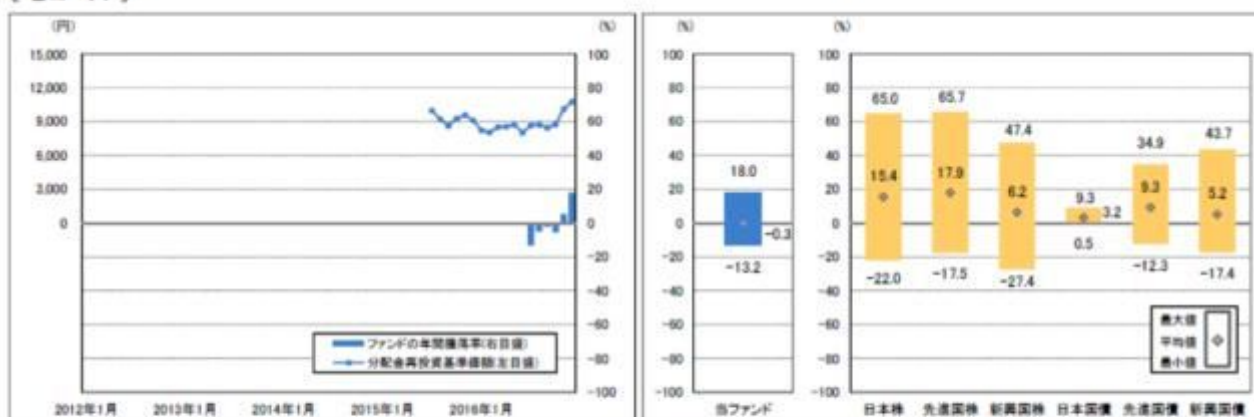 (円) (%) (%) (%)
15,000 100 100 100
12,000 80 80 80
9,000 60 60 60
6,000 40 40 40
3,000 20 20 20
0 0 0 0
-20 -20 -20
-40 -40 -40
-60 -60 -60
-80 -80 -80
-100 -100 -100
ファンドの年間騰落率(右目盛)
分配金再投資基準価額(左目盛)
2012年1月 2013年1月 2014年1月 2015年1月 2016年1月
18.0
-0.3
-13.2
当ファンド
65.0 65.7 47.4 9.3 34.9 43.7
15.4 17.9 6.2 3.2 9.3 5.2
-22.0 -17.5 -27.4 0.5 -12.3 -17.4
最大値
平均値
最小値
日本株 先進国株 新興国株 日本国債 先進国債 新興国債